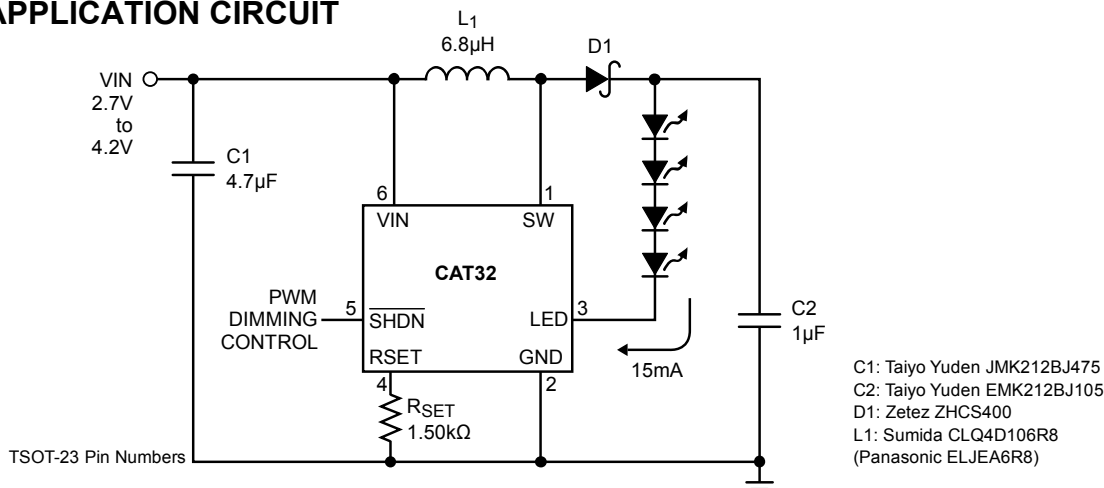 APPLICATION CIRCUIT
L1
6.8µH
D1
VIN
2.7V
to
4.2V
C1
4.7µF
6
1
VIN
SW
CAT32
PWM
DIMMING
CONTROL
5
SHDN
LED
3
RSET
GND
4
2
15mA
C2
1µF
RSET
1.50kΩ
TSOT-23 Pin Numbers
C1: Taiyo Yuden JMK212BJ475
C2: Taiyo Yuden EMK212BJ105
D1: Zetez ZHCS400
L1: Sumida CLQ4D106R8
(Panasonic ELJEA6R8)